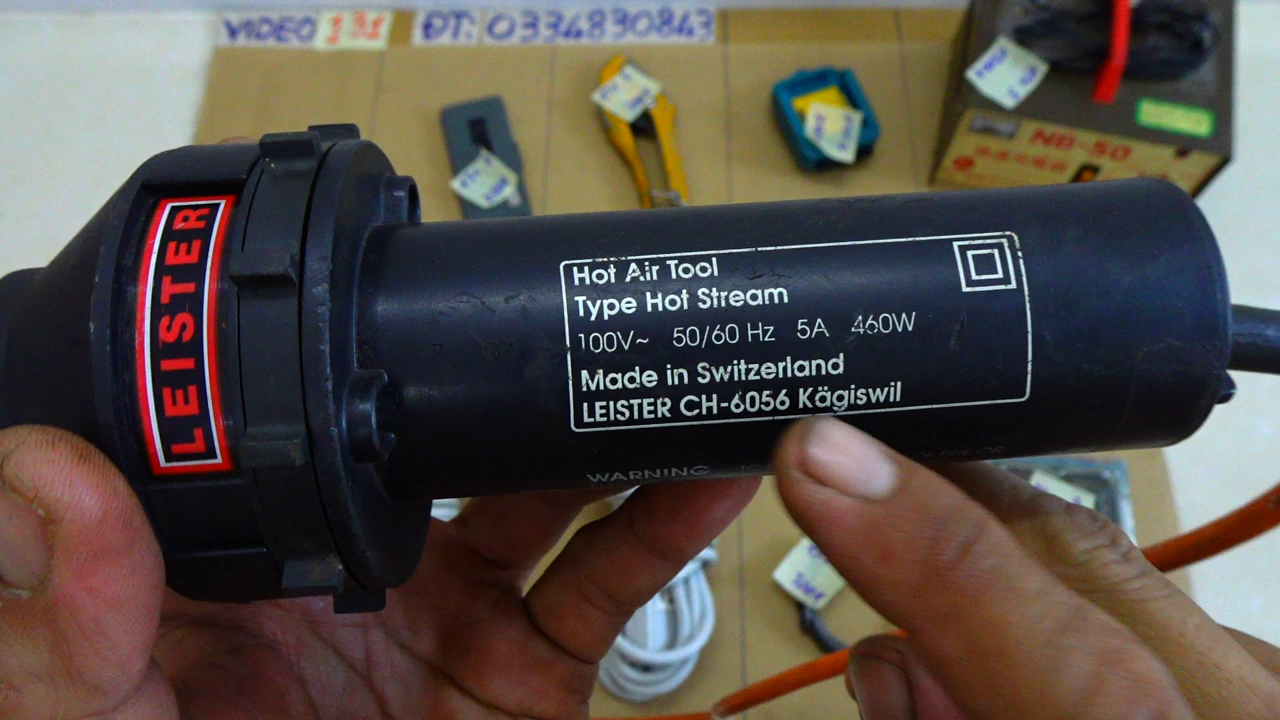 VIDEO 131 ĐT: 0334830843
NB-50
LEISTER
Hot Air Tool
Type Hot Stream
100V~ 50/60 Hz 5A 460W
Made in Switzerland
LEISTER CH-6056 Kägiswil
WARNING